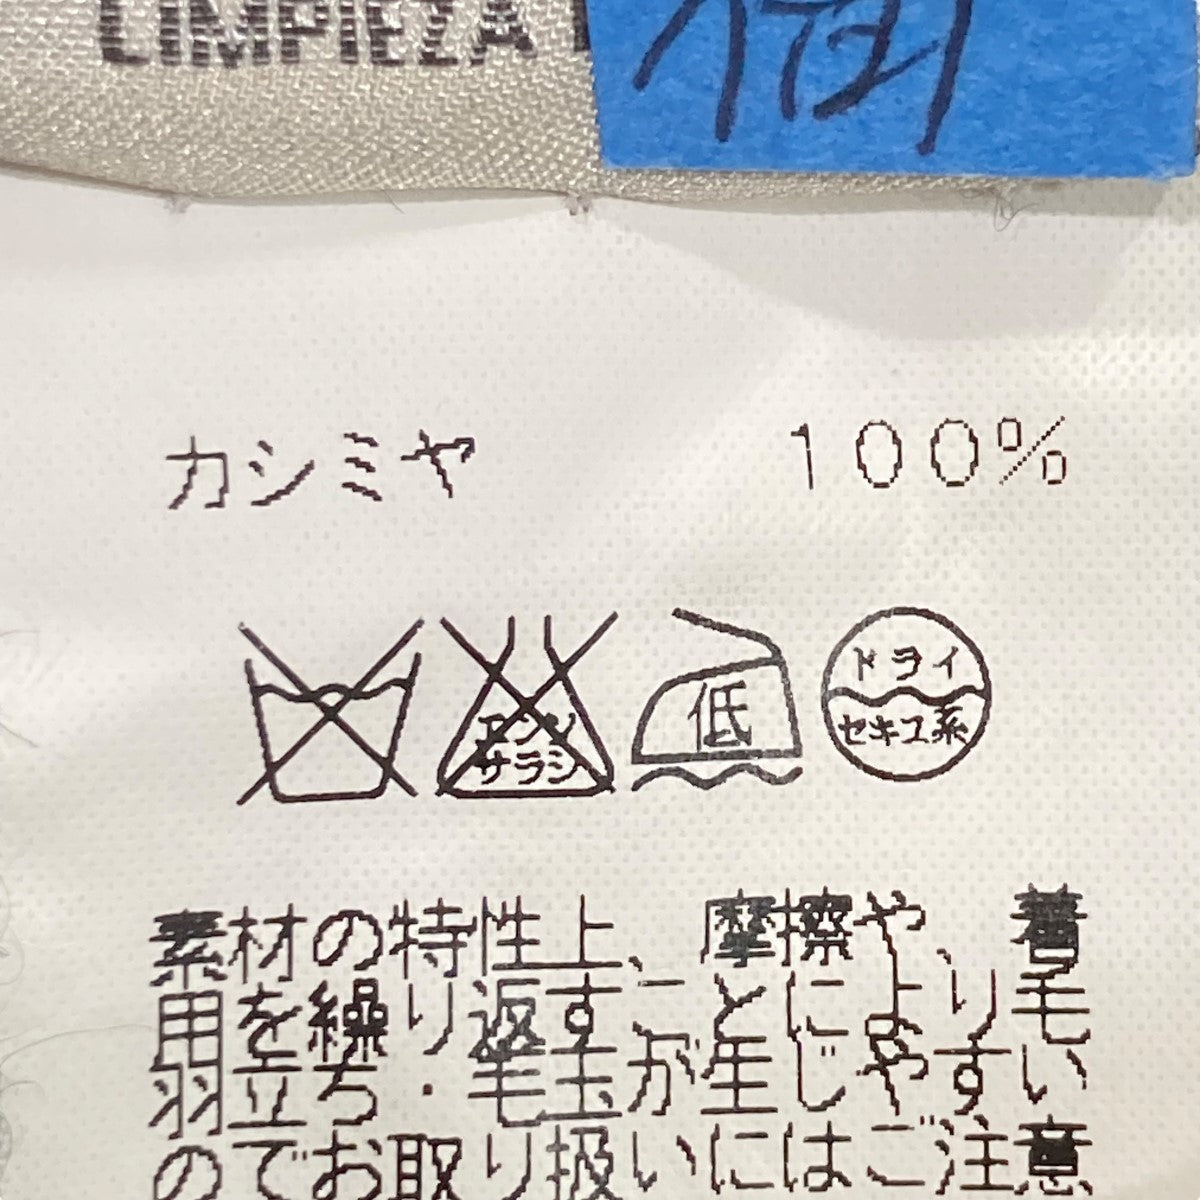 LIMPIEZA
カシミヤ 100%
エンソ
サラシ
低
ドライ
セキユ系
素材の特性上、摩擦や、着
用を繰り返すことにより毛
羽立ち・毛玉が生じやすい
のでお取り扱いにはご注意